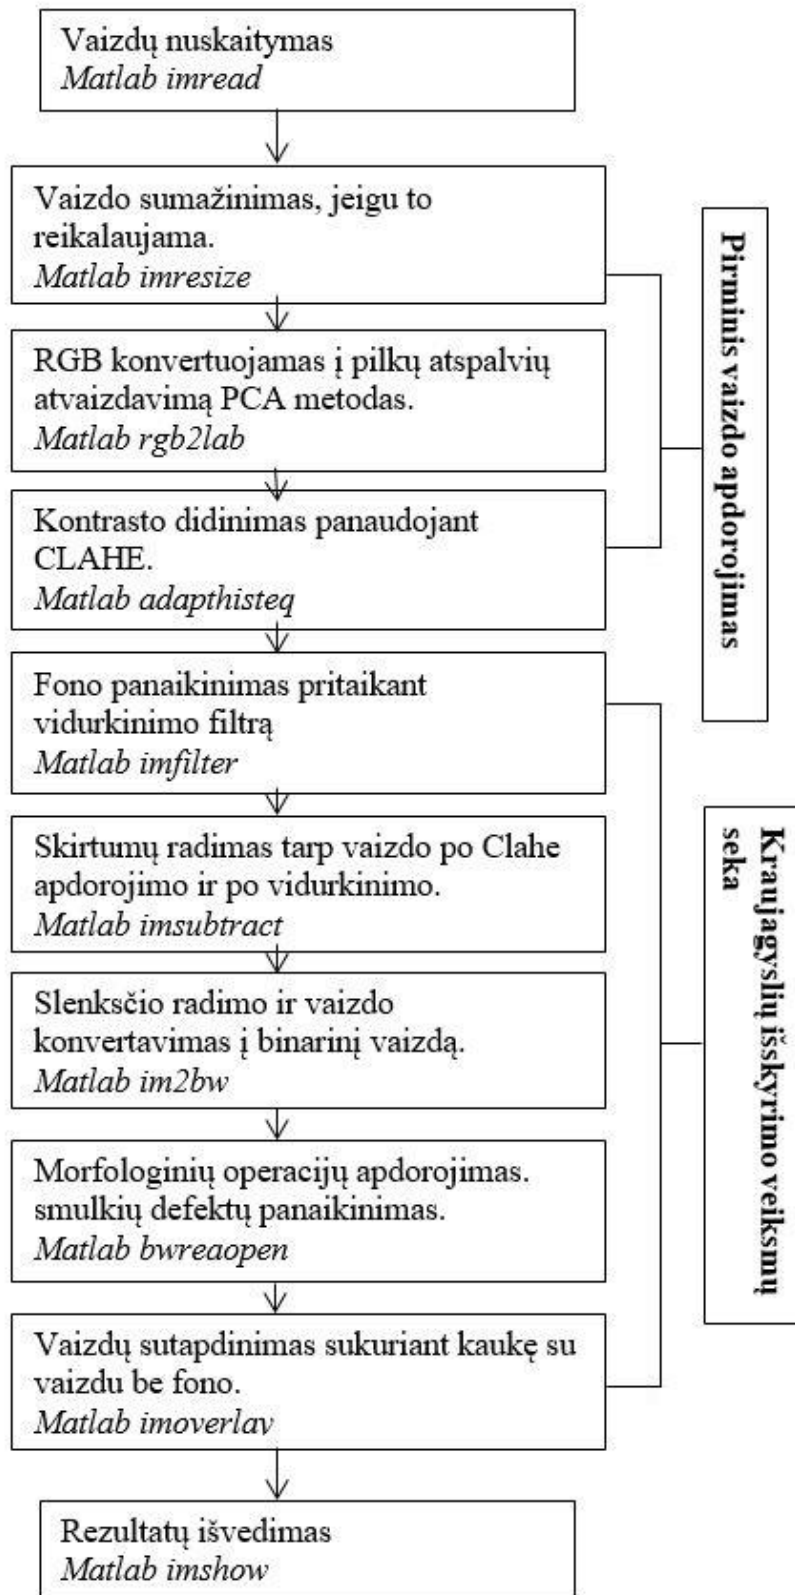 Vaizdų nuskaitymas
Matlab imread
Vaizdo sumažinimas, jeigu to
reikalaujama.
Matlab imresize
RGB konvertuojamas į pilkų atspalvių
atvaizdavimą PCA metodas.
Matlab rgb2lab
Kontrasto didinimas panaudojant
CLAHE.
Matlab adapthisteq
Pirminis vaizdo apdorojimas
Fono panaikinimas pritaikant
vidurkinimo filtrą
Matlab imfilter
Skirtumų radimas tarp vaizdo po Clahe
apdorojimo ir po vidurkinimo.
Matlab imsubtract
Slenksčio radimo ir vaizdo
konvertavimas į binarinį vaizdą.
Matlab im2bw
Morfologinių operacijų apdorojimas.
smulkių defektų panaikinimas.
Matlab bwreaopen
Vaizdų sutapdinimas sukuriant kaukę su
vaizdu be fono.
Matlab imoverlav
Kraujagyslių išskyrimo veiksmų
seka
Rezultatų išvedimas
Matlab imshow